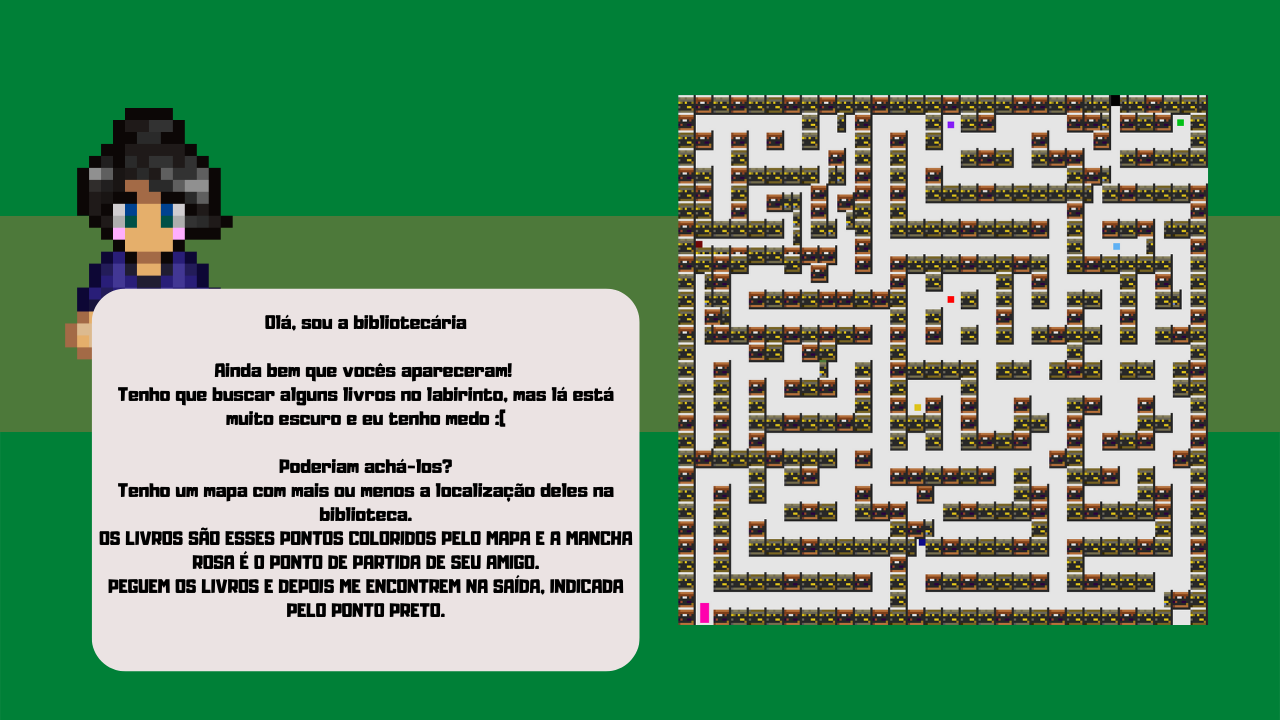 Olá, sou a bibliotecária
Ainda bem que vocês apareceram!
Tenho que buscar alguns livros no labirinto, mas lá está
muito escuro e eu tenho medo :(
Poderiam achá-los?
Tenho um mapa com mais ou menos a localização deles na
biblioteca.
OS LIVROS SÃO ESSES PONTOS COLORIDOS PELO MAPA E A MANCHA
ROSA É O PONTO DE PARTIDA DE SEU AMIGO.
PEGUEM OS LIVROS E DEPOIS ME ENCONTREM NA SAÍDA, INDICADA
PELO PONTO PRETO.